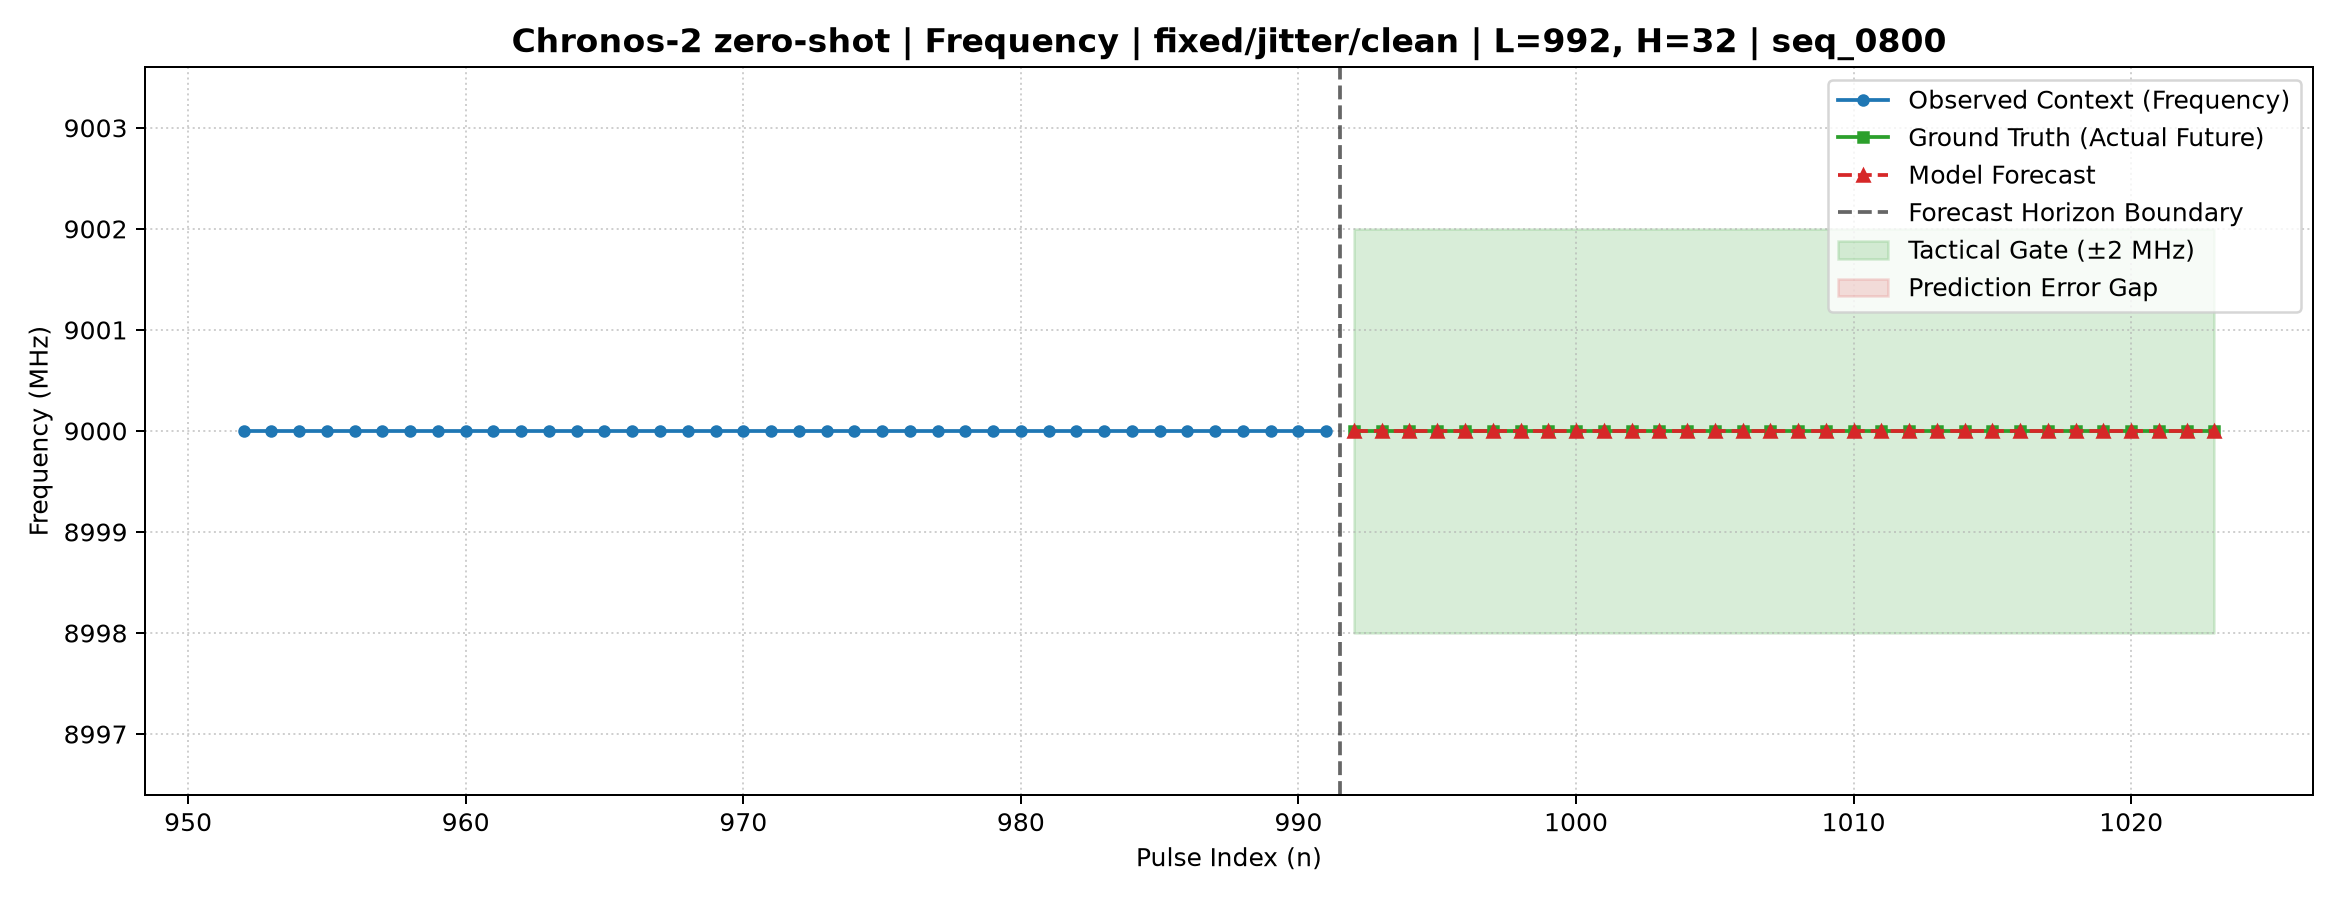 Chronos-2 zero-shot | Frequency | fixed/jitter/clean | L=992, H=32 | seq_0800
Observed Context (Frequency)
Ground Truth (Actual Future)
Model Forecast
Forecast Horizon Boundary
Tactical Gate (±2 MHz)
Prediction Error Gap
Frequency (MHz)
9003
9002
9001
9000
8999
8998
8997
950 960 970 980 990 1000 1010 1020
Pulse Index (n)